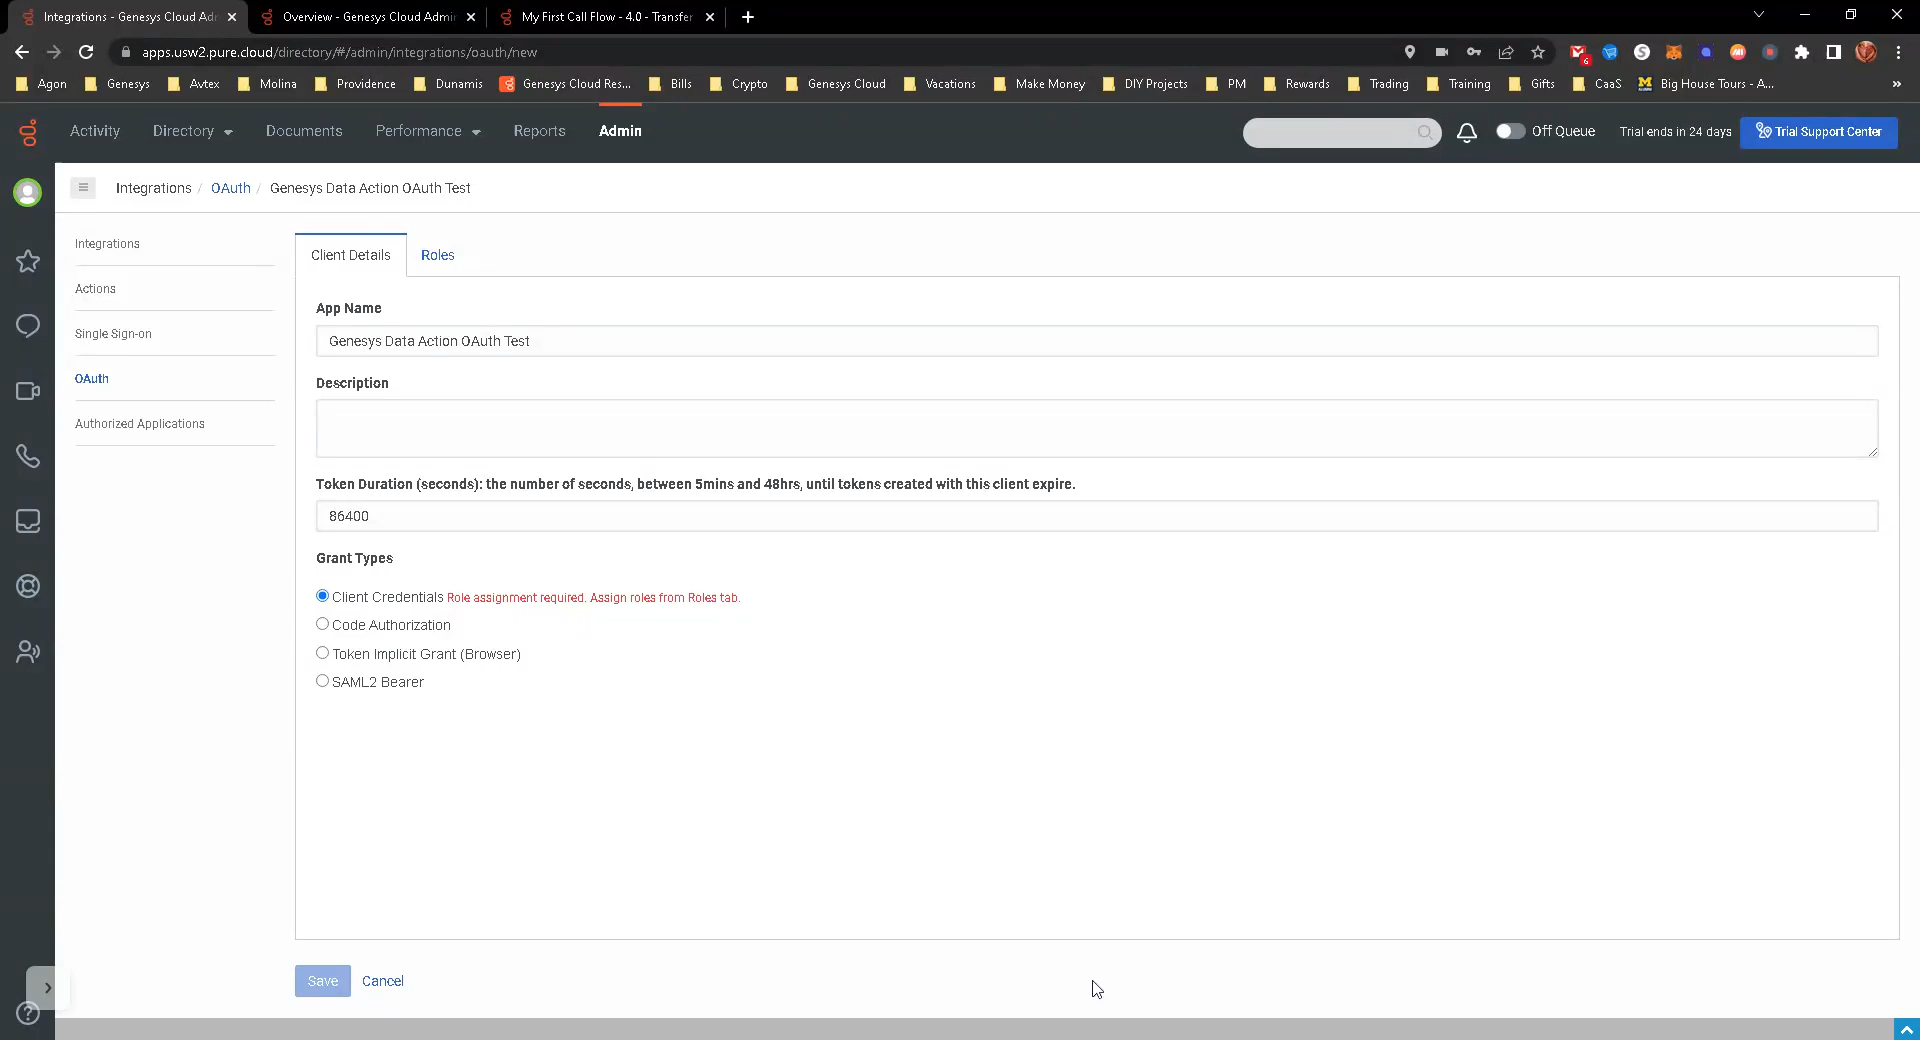 Integrations - Genesys Cloud Adm
Overview - Genesys Cloud Admin
My First Call Flow - 4.0 - Transfer
apps.usw2.pure.cloud/directory/#/admin/integrations/oauth/new
6
Agon
Genesys
Avtex
Molina
Providence
Dunamis
Genesys Cloud Res...
Bills
Crypto
Genesys Cloud
Vacations
Make Money
DIY Projects
PM
Rewards
Trading
Training
Gifts
CaaS
Big House Tours - A...
»
Activity
Directory
Documents
Performance
Reports
Admin
Off Queue
Trial ends in 24 days
Trial Support Center
Integrations / OAuth / Genesys Data Action OAuth Test
Integrations
Actions
Single Sign-on
OAuth
Authorized Applications
Client Details
Roles
App Name
Genesys Data Action OAuth Test
Description
Token Duration (seconds): the number of seconds, between 5mins and 48hrs, until tokens created with this client expire.
86400
Grant Types
Client Credentials Role assignment required. Assign roles from Roles tab.
Code Authorization
Token Implicit Grant (Browser)
SAML2 Bearer
Save
Cancel